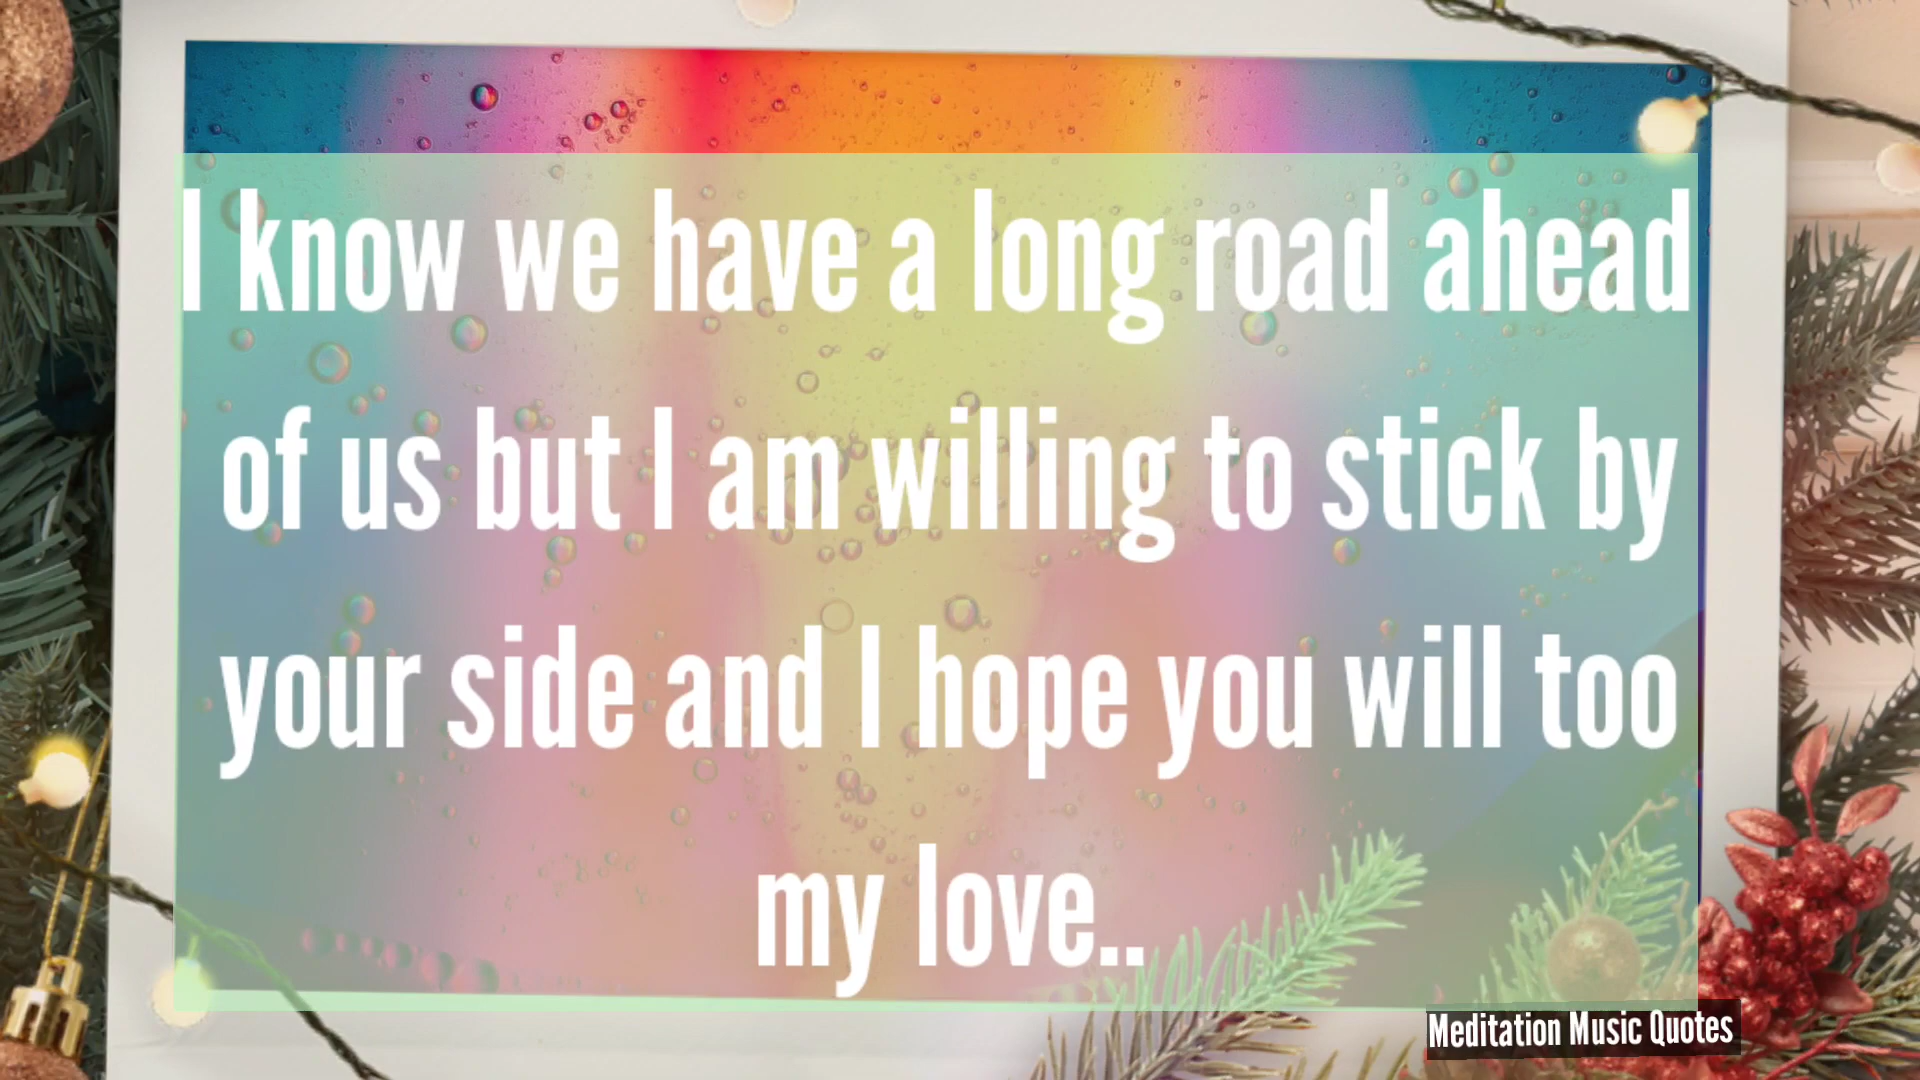 I know we have a long road ahead
of us but I am willing to stick by
your side and I hope you will too
my love..
Meditation Music Quotes